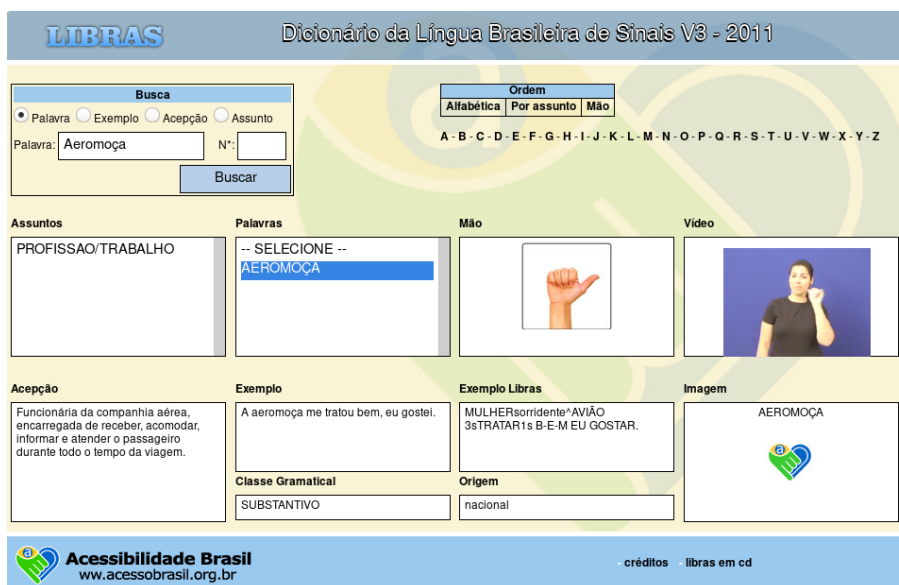 LIBRAS
Dicionário da Língua Brasileira de Sinais V3 - 2011
Busca
Palavra Exemplo Acepção Assunto
Palavra: Aeromoça N°:
Buscar
Ordem
Alfabética Por assunto Mão
A - B - C - D - E - F - G - H - I - J - K - L - M - N - O - P - Q - R - S - T - U - V - W - X - Y - Z
Assuntos
PROFISSAO/TRABALHO
Palavras
-- SELECIONE --
AEROMOÇA
Mão
Vídeo
Acepção
Funcionária da companhia aérea,
encarregada de receber, acomodar,
informar e atender o passageiro
durante todo o tempo da viagem.
Exemplo
A aeromoça me tratou bem, eu gostei.
Exemplo Libras
MULHERsorridente^AVIÃO
3sTRATAR1s B-E-M EU GOSTAR.
Imagem
AEROMOÇA
a
Classe Gramatical
SUBSTANTIVO
Origem
nacional
a
Acessibilidade Brasil
ww.acessobrasil.org.br
- créditos - libras em cd